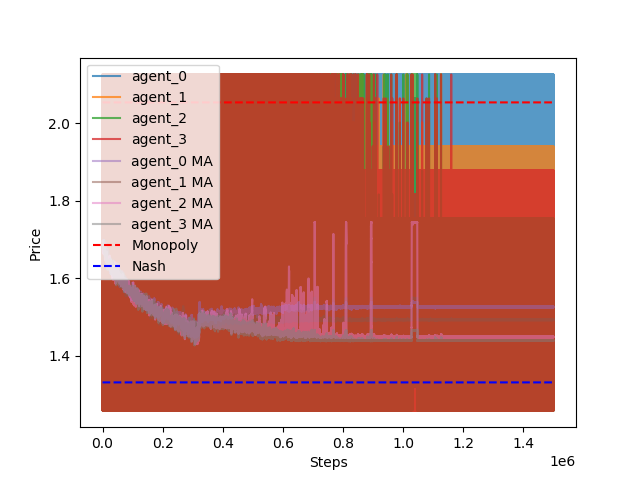 agent_0
agent_1
agent_2
agent_3
agent_0 MA
agent_1 MA
agent_2 MA
agent_3 MA
Monopoly
Nash
Price
2.0
1.8
1.6
1.4
0.0 0.2 0.4 0.6 0.8 1.0 1.2 1.4
1e6
Steps